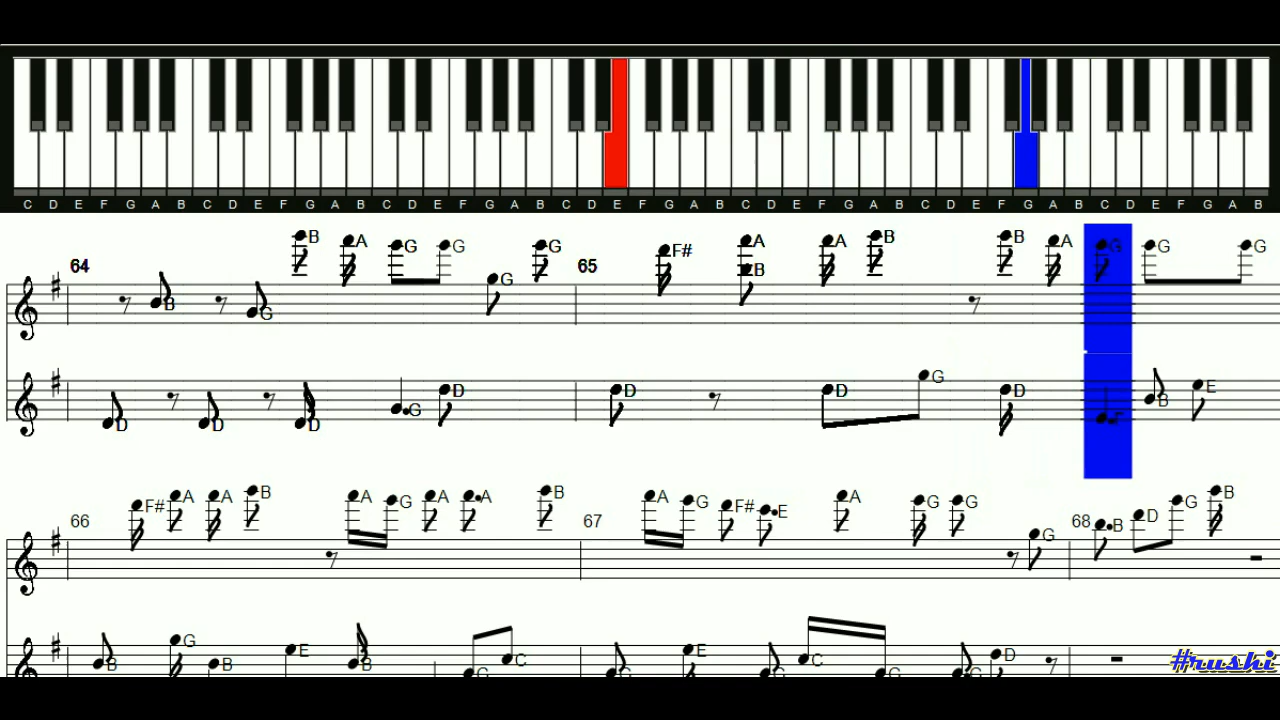 C D E F G A B C D E F G A B C D E F G A B C D E F G A B C D E F G A B C D E F G A B C D E F G A B
64 B A G G G 65 F# A A B B A G G G
B G G B
D D D G D D D G D B E
66 F# A A B A G A A B 67 A G F# E A G G G 68 B D G B
B G B E B G C G E G C G G D
#rushi